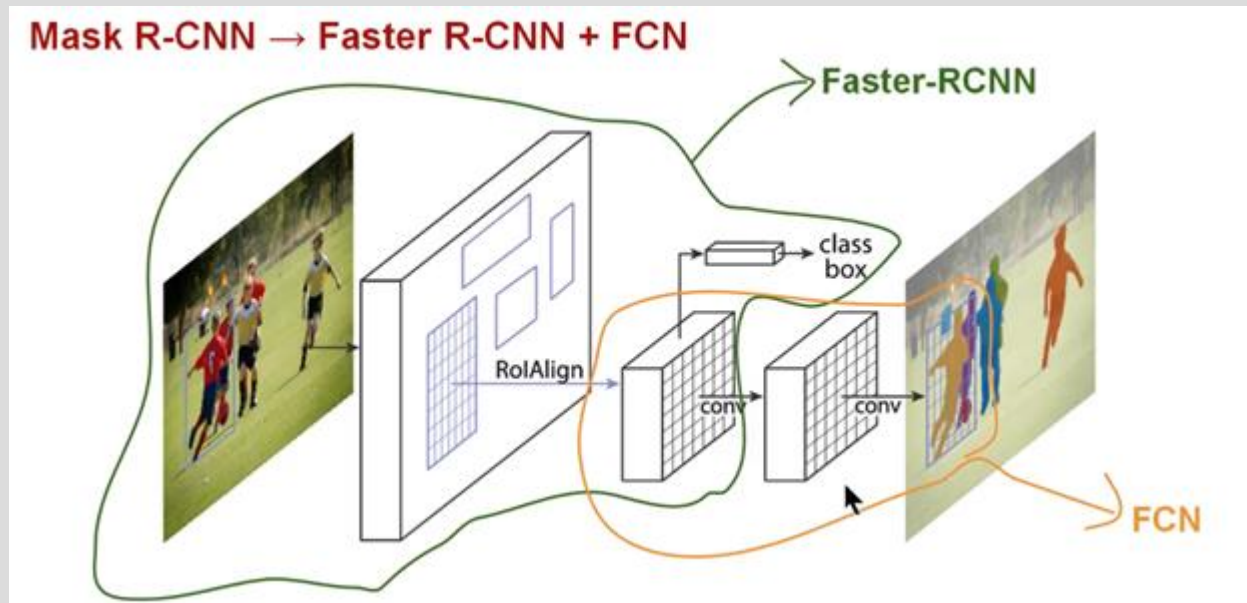 Mask R-CNN → Faster R-CNN + FCN
Faster-RCNN
class
box
RoIAlign
conv
conv
FCN